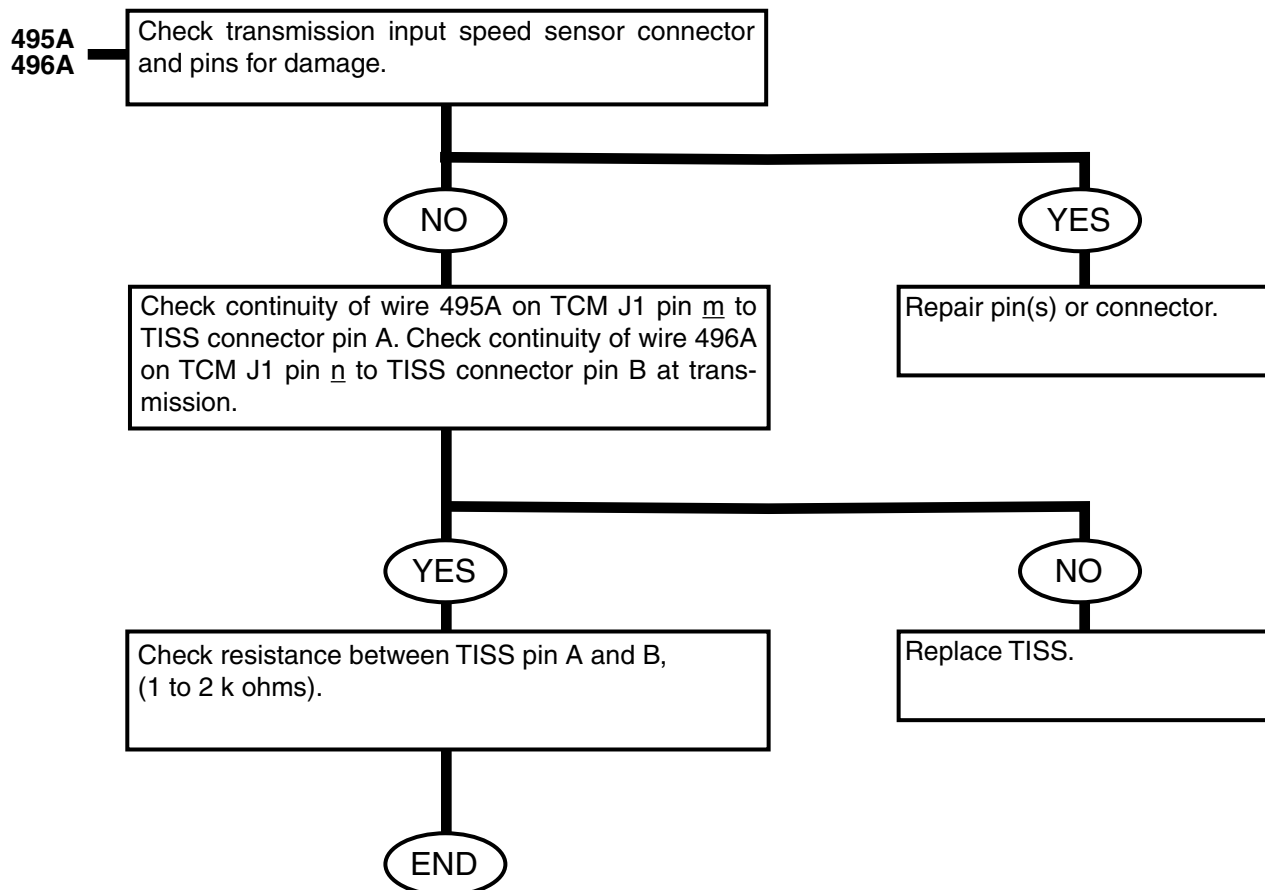 495A
496A
Check transmission input speed sensor connector
and pins for damage.
NO
YES
Check continuity of wire 495A on TCM J1 pin m to
TISS connector pin A. Check continuity of wire 496A
on TCM J1 pin n to TISS connector pin B at trans-
mission.
Repair pin(s) or connector.
YES
NO
Check resistance between TISS pin A and B,
(1 to 2 k ohms).
Replace TISS.
END